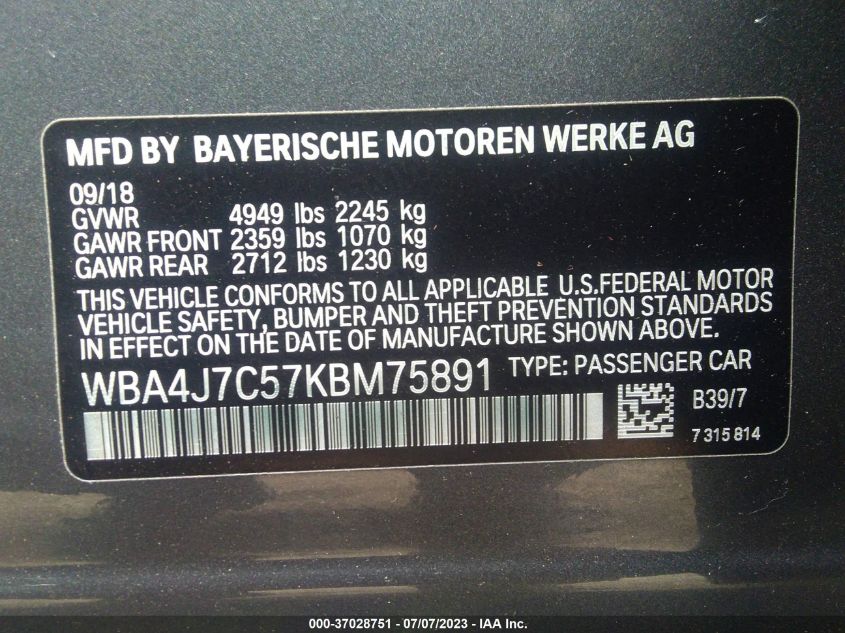 MFD BY BAYERISCHE MOTOREN WERKE AG
09/18
GVWR 4949 lbs 2245 kg
GAWR FRONT 2359 lbs 1070 kg
GAWR REAR 2712 lbs 1230 kg
THIS VEHICLE CONFORMS TO ALL APPLICABLE U.S.FEDERAL MOTOR
VEHICLE SAFETY, BUMPER AND THEFT PREVENTION STANDARDS
IN EFFECT ON THE DATE OF MANUFACTURE SHOWN ABOVE.
WBA4J7C57KBM75891 TYPE: PASSENGER CAR
B39/7
7 315 814
000-37028751 - 07/07/2023 - IAA Inc.